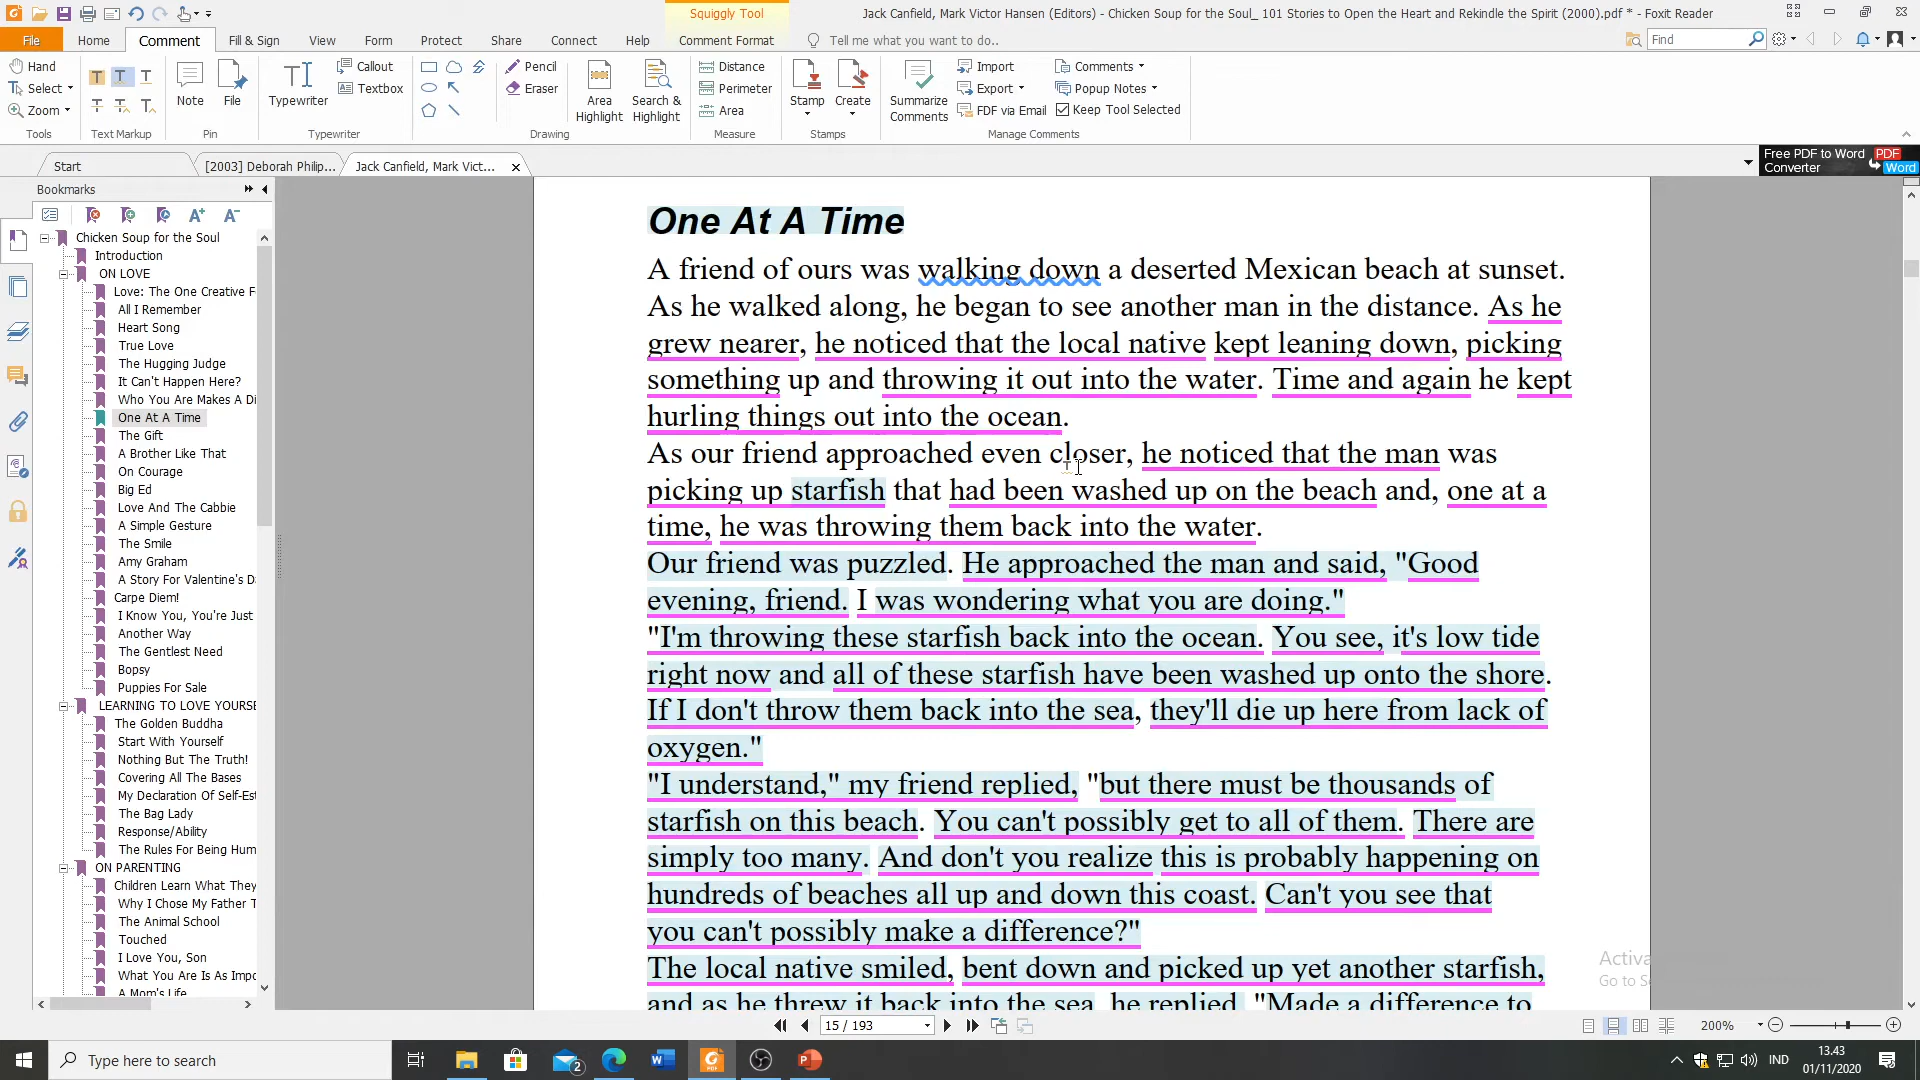 Squiggly Tool
Jack Canfield, Mark Victor Hansen (Editors) - Chicken Soup for the Soul_ 101 Stories to Open the Heart and Rekindle the Spirit (2000).pdf * - Foxit Reader
File Home Comment Fill & Sign View Form Protect Share Connect Help Comment Format Tell me what you want to do.. Find
Hand
Select
Zoom
Tools
Text Markup
Note
File
Pin
Typewriter
Callout
Textbox
Typewriter
Pencil
Eraser
Drawing
Area Highlight
Search & Highlight
Distance
Perimeter
Area
Measure
Stamp
Create
Stamps
Summarize Comments
Import
Export
FDF via Email
Comments
Popup Notes
Keep Tool Selected
Manage Comments
Start
[2003] Deborah Philip...
Jack Canfield, Mark Vict...
Free PDF to Word Converter
PDF
Word
Bookmarks
Chicken Soup for the Soul
Introduction
ON LOVE
Love: The One Creative F
All I Remember
Heart Song
True Love
The Hugging Judge
It Can't Happen Here?
Who You Are Makes A Di
One At A Time
The Gift
A Brother Like That
On Courage
Big Ed
Love And The Cabbie
A Simple Gesture
The Smile
Amy Graham
A Story For Valentine's D
Carpe Diem!
I Know You, You're Just
Another Way
The Gentlest Need
Bopsy
Puppies For Sale
LEARNING TO LOVE YOURSE
The Golden Buddha
Start With Yourself
Nothing But The Truth!
Covering All The Bases
My Declaration Of Self-Est
The Bag Lady
Response/Ability
The Rules For Being Hum
ON PARENTING
Children Learn What They
Why I Chose My Father T
The Animal School
Touched
I Love You, Son
What You Are Is As Impo
A Mom's Life
One At A Time
A friend of ours was walking down a deserted Mexican beach at sunset.
As he walked along, he began to see another man in the distance. As he
grew nearer, he noticed that the local native kept leaning down, picking
something up and throwing it out into the water. Time and again he kept
hurling things out into the ocean.
As our friend approached even closer, he noticed that the man was
picking up starfish that had been washed up on the beach and, one at a
time, he was throwing them back into the water.
Our friend was puzzled. He approached the man and said, "Good
evening, friend. I was wondering what you are doing."
"I'm throwing these starfish back into the ocean. You see, it's low tide
right now and all of these starfish have been washed up onto the shore.
If I don't throw them back into the sea, they'll die up here from lack of
oxygen."
"I understand," my friend replied, "but there must be thousands of
starfish on this beach. You can't possibly get to all of them. There are
simply too many. And don't you realize this is probably happening on
hundreds of beaches all up and down this coast. Can't you see that
you can't possibly make a difference?"
The local native smiled, bent down and picked up yet another starfish,
and as he threw it back into the sea, he replied, "Made a difference to
Activa
Go to S
15 / 193
200%
Type here to search
2
IND
13.43
01/11/2020